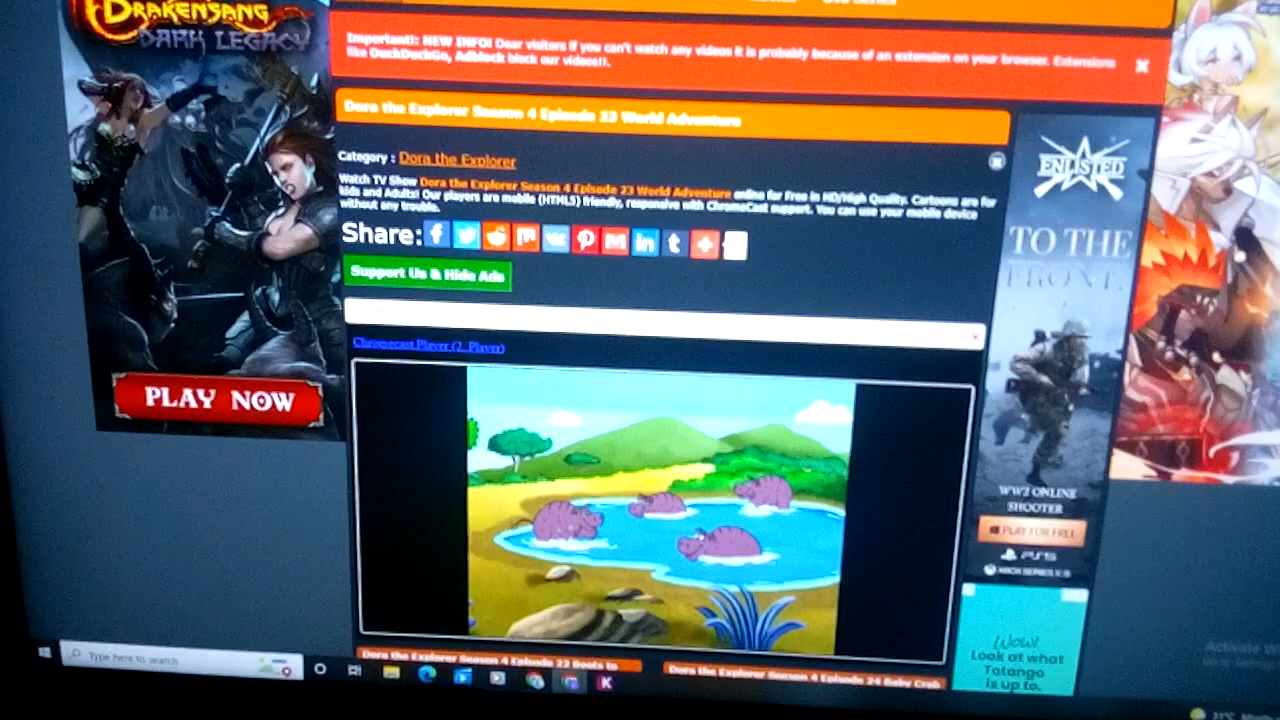 DRAKENSANG
DARK LEGACY
Important!: NEW INFO! Dear visitors if you can't watch any videos it is probably because of an extension on your browser. Extensions
like DuckDuckGo, Adblock block our videos!!.
Dora the Explorer Season 4 Episode 23 World Adventure
Category : Dora the Explorer
Watch TV Show Dora the Explorer Season 4 Episode 23 World Adventure online for Free in HD/High Quality. Cartoons are for
kids and Adults! Our players are mobile (HTML5) friendly, responsive with ChromeCast support. You can use your mobile device
without any trouble.
Share:
Support Us & Hide Ads
Chromecast Player (2. Player)
PLAY NOW
ENLISTED
TO THE
FRONT
WW2 ONLINE
SHOOTER
PLAY FOR FREE
PS5
XBOX SERIES X|S
Wow!
Look at what
Totango
is up to.
Dora the Explorer Season 4 Episode 22 Boots to
Dora the Explorer Season 4 Episode 24 Baby Crab
Type here to search
Activate